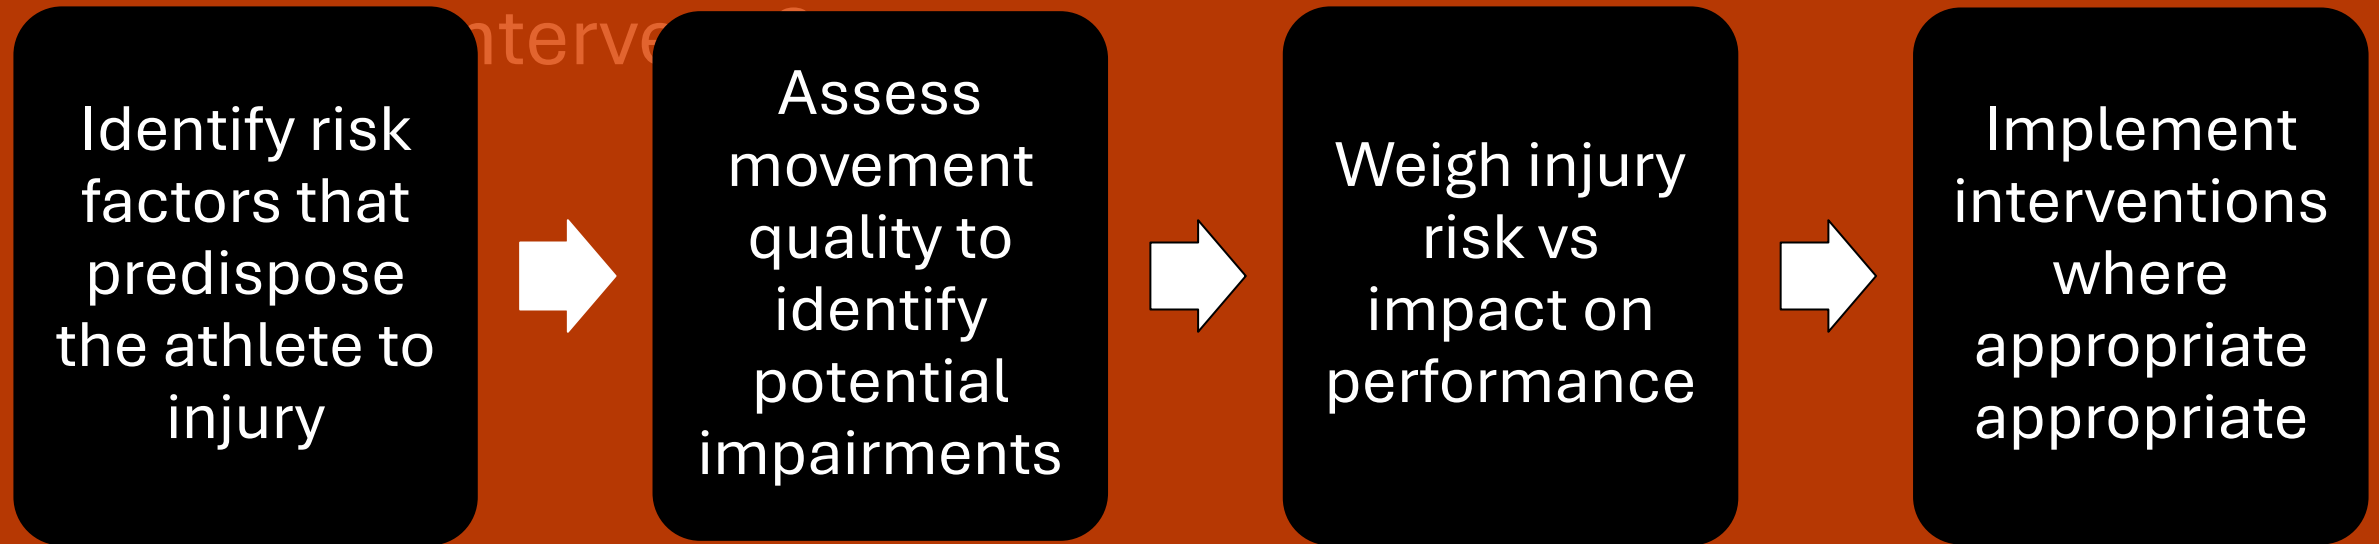 Identify risk
factors that
predispose
the athlete to
injury
Assess
movement
quality to
identify
potential
impairments
Weigh injury
risk vs
impact on
performance
Implement
interventions
where
appropriate
appropriate